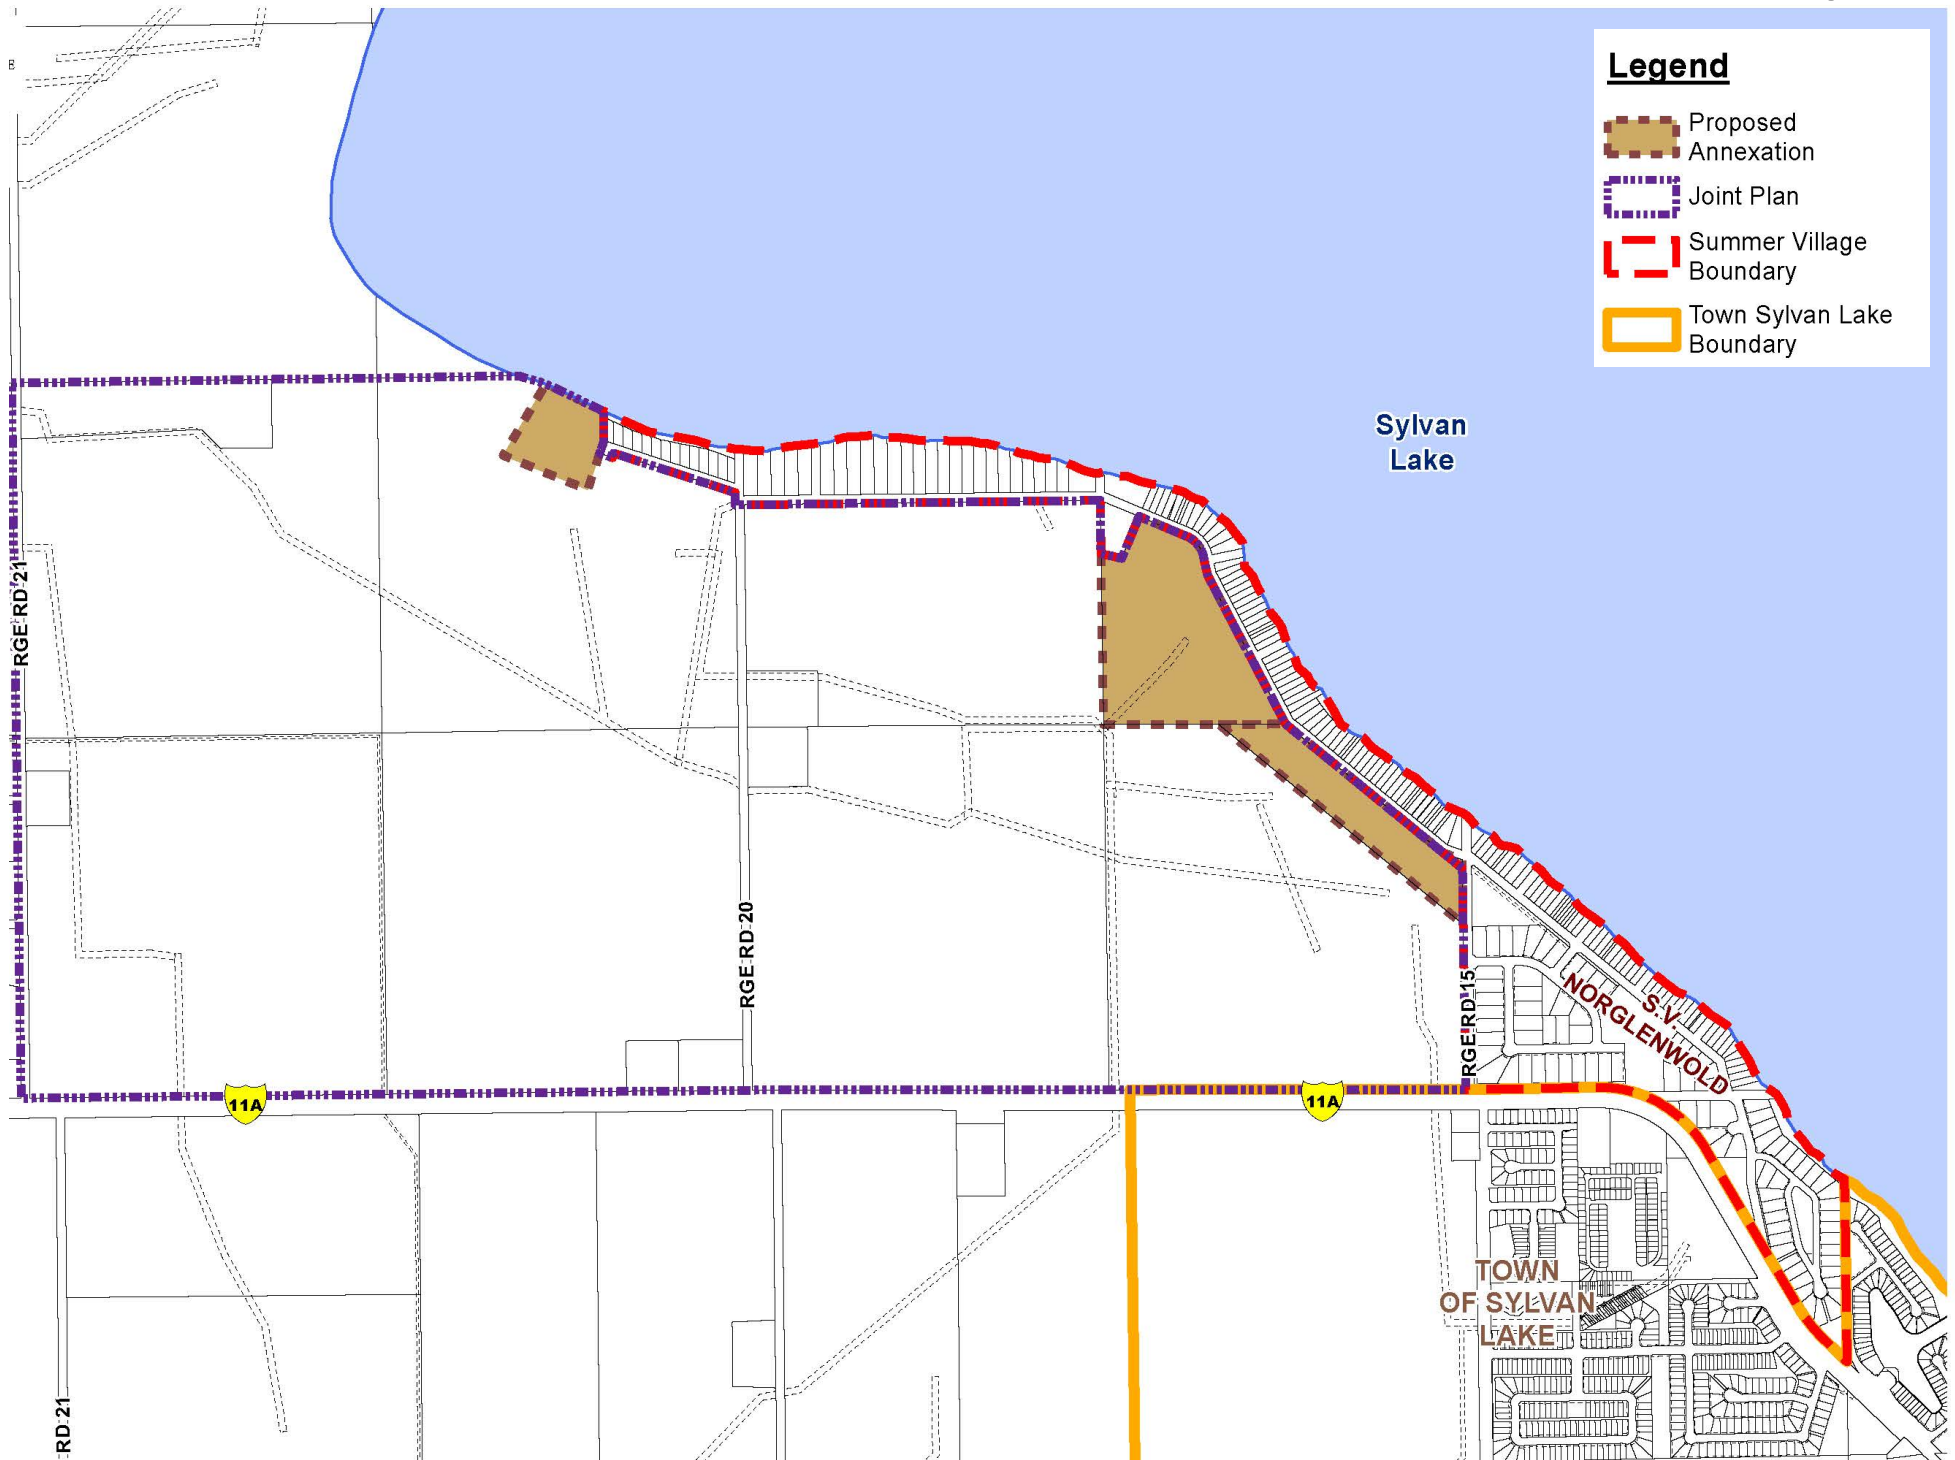 Legend
Proposed
Annexation
Joint Plan
Summer Village
Boundary
Town Sylvan Lake
Boundary
Sylvan
Lake
RGE RD 21
RGE RD 20
RGE RD 15
S.V.
NORGLENWOLD
11A
11A
TOWN
OF SYLVAN
LAKE
RD 21